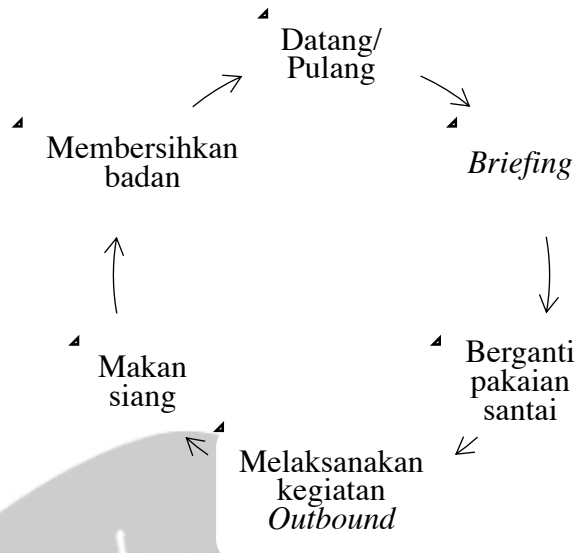 Datang/
Pulang
Briefing
Berganti
pakaian
santai
Melaksanakan
kegiatan
Outbound
Makan
siang
Membersihkan
badan